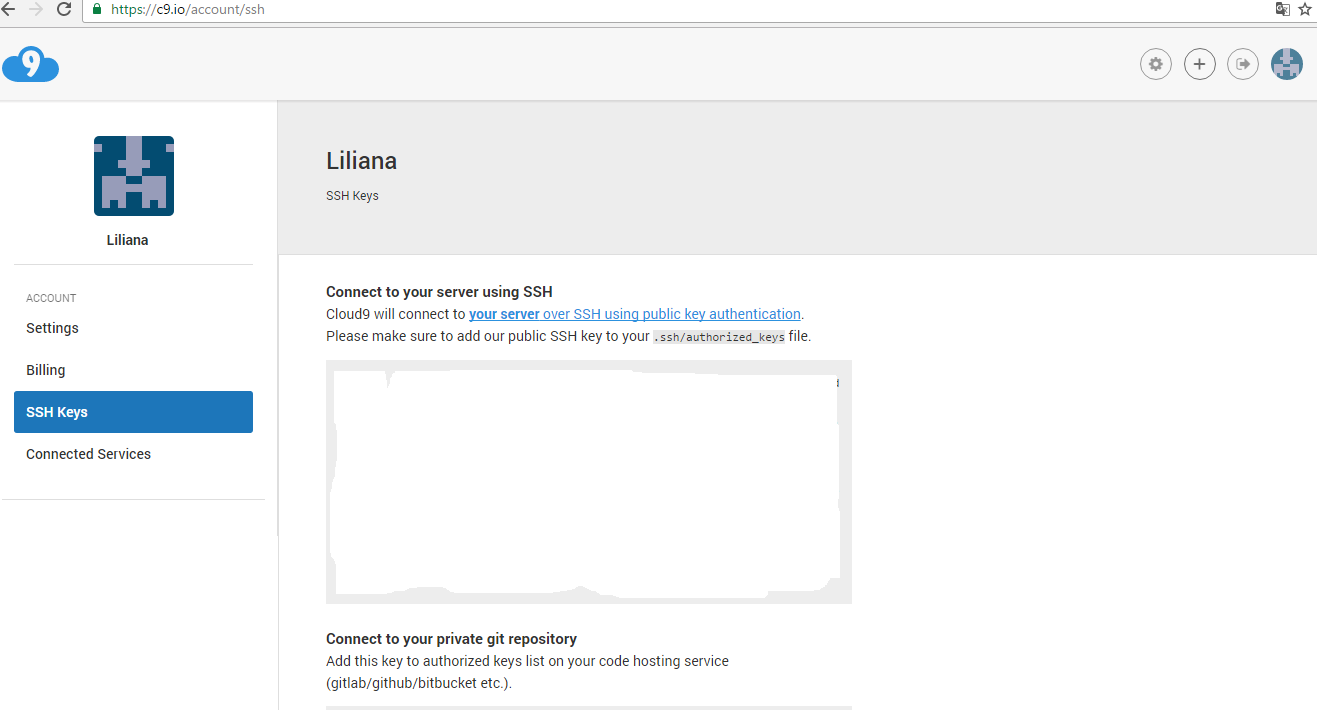 https://c9.io/account/ssh
9
Liliana
SSH Keys
Liliana
ACCOUNT
Settings
Billing
SSH Keys
Connected Services
Connect to your server using SSH
Cloud9 will connect to your server over SSH using public key authentication.
Please make sure to add our public SSH key to your .ssh/authorized_keys file.
Connect to your private git repository
Add this key to authorized keys list on your code hosting service
(gitlab/github/bitbucket etc.).